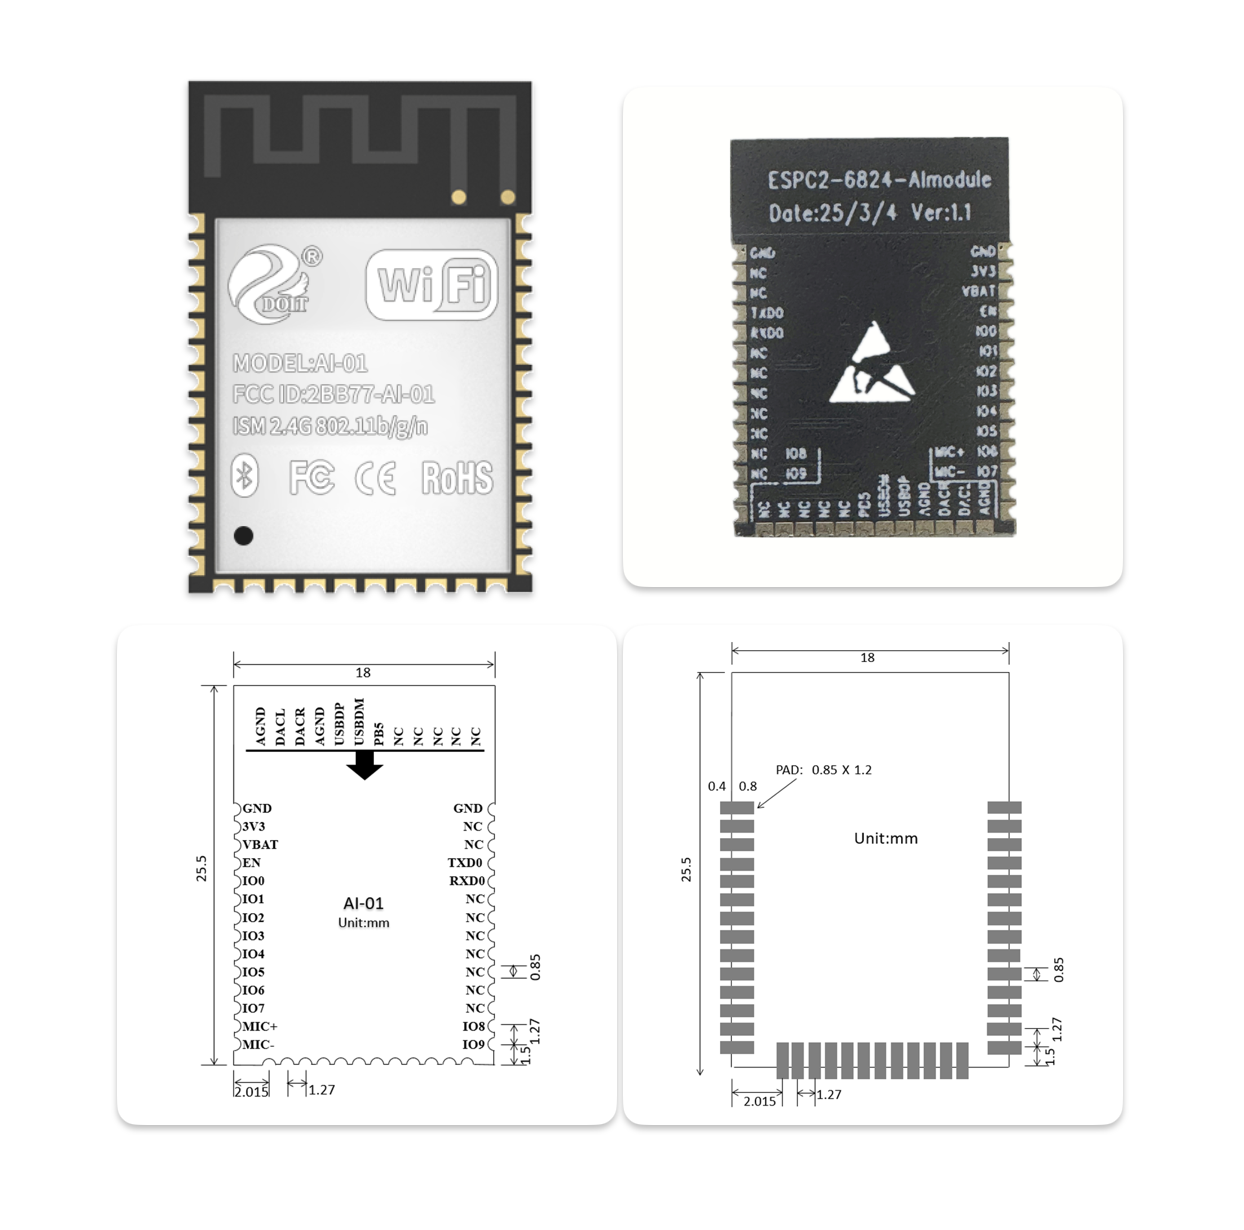 DOIT
®
WiFi
MODEL:AI-01
FCC ID:2BB77-AI-01
ISM 2.4G 802.11b/g/n
FC CE RoHS
ESPC2-6824-AImodule
Date:25/3/4 Ver:1.1
GND GND
NC 3V3
NC VBAT
TXD0 EN
RXD0 IO0
NC IO1
NC IO2
NC IO3
NC IO4
NC IO5
NC IO8 MIC+ IO6
NC IO9 MIC- IO7
NC NC NC NC NC PC5 USBDM USBDP AGND DACR DACL AGND
18
25.5
AGND DACL DACR AGND USBDP USBDM PB5 NC NC NC NC NC
GND GND
3V3 NC
VBAT NC
EN TXD0
IO0 RXD0
IO1 NC
IO2 NC
IO3 NC
IO4 NC
IO5 NC
IO6 NC
IO7 NC
MIC+ IO8
MIC- IO9
AI-01
Unit:mm
0.85
1.27
1.5
2.015
1.27
18
25.5
PAD: 0.85 X 1.2
0.4 0.8
Unit:mm
0.85
1.27
1.5
2.015
1.27